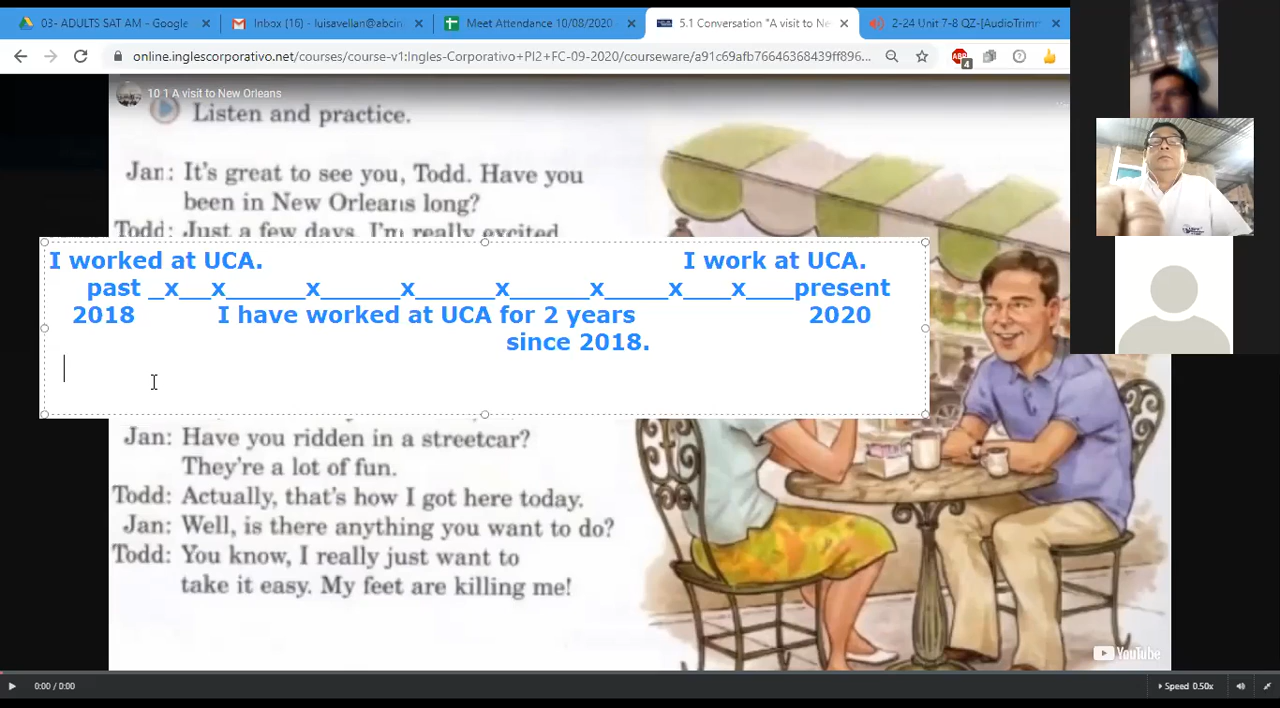 03- ADULTS SAT AM - Google
Inbox (16) - luisavellan@abcin
Meet Attendance 10/08/2020
5.1 Conversation "A visit to Ne
2-24 Unit 7-8 QZ-[AudioTrimm
online.inglescorporativo.net/courses/course-v1:Ingles-Corporativo+PI2+FC-09-2020/courseware/a91c69afb76646368439ff896...
ABP
4
10 1 A visit to New Orleans
Listen and practice.
Jan: It's great to see you, Todd. Have you
been in New Orleans long?
Todd: Just a few days. I'm really excited
I worked at UCA. I work at UCA.
past _x__x______x______x______x______x_____x____x____present
2018 I have worked at UCA for 2 years 2020
since 2018.
Jan: Have you ridden in a streetcar?
They're a lot of fun.
Todd: Actually, that's how I got here today.
Jan: Well, is there anything you want to do?
Todd: You know, I really just want to
take it easy. My feet are killing me!
YouTube
0:00 / 0:00
Speed 0.50x